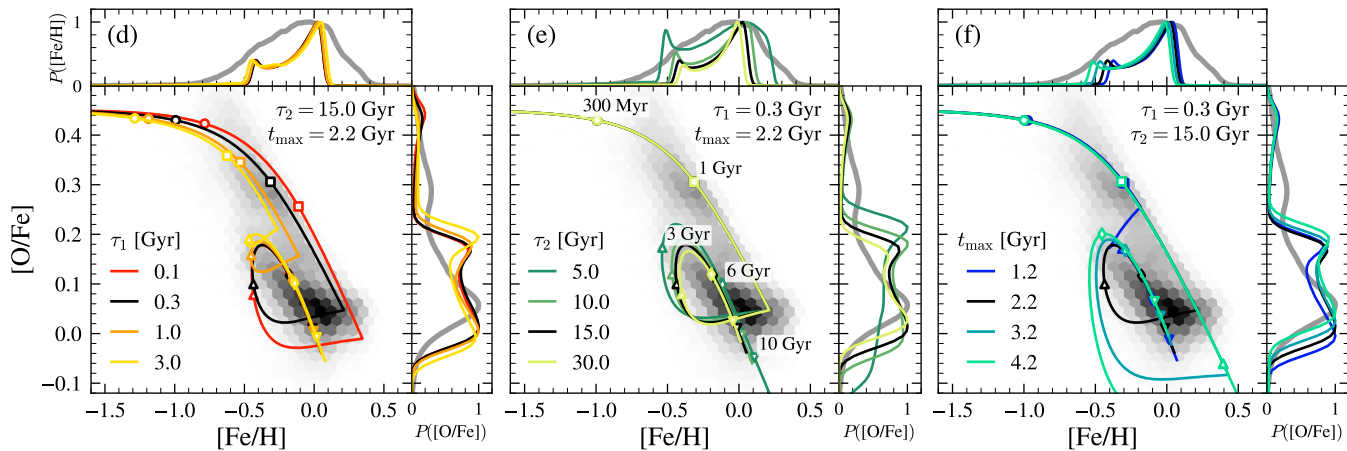 P([Fe/H])
1
0
(d)
τ₂ = 15.0 Gyr
t_max = 2.2 Gyr
[O/Fe]
0.4
0.3
0.2
0.1
0.0
−0.1
τ₁ [Gyr]
0.1
0.3
1.0
3.0
−1.5
−1.0
−0.5
0.0
0.5
[Fe/H]
0
1
P([O/Fe])
(e)
τ₁ = 0.3 Gyr
t_max = 2.2 Gyr
300 Myr
1 Gyr
3 Gyr
6 Gyr
10 Gyr
τ₂ [Gyr]
5.0
10.0
15.0
30.0
−1.5
−1.0
−0.5
0.0
0.5
[Fe/H]
0
1
P([O/Fe])
(f)
τ₁ = 0.3 Gyr
τ₂ = 15.0 Gyr
t_max [Gyr]
1.2
2.2
3.2
4.2
−1.5
−1.0
−0.5
0.0
0.5
[Fe/H]
0
1
P([O/Fe])